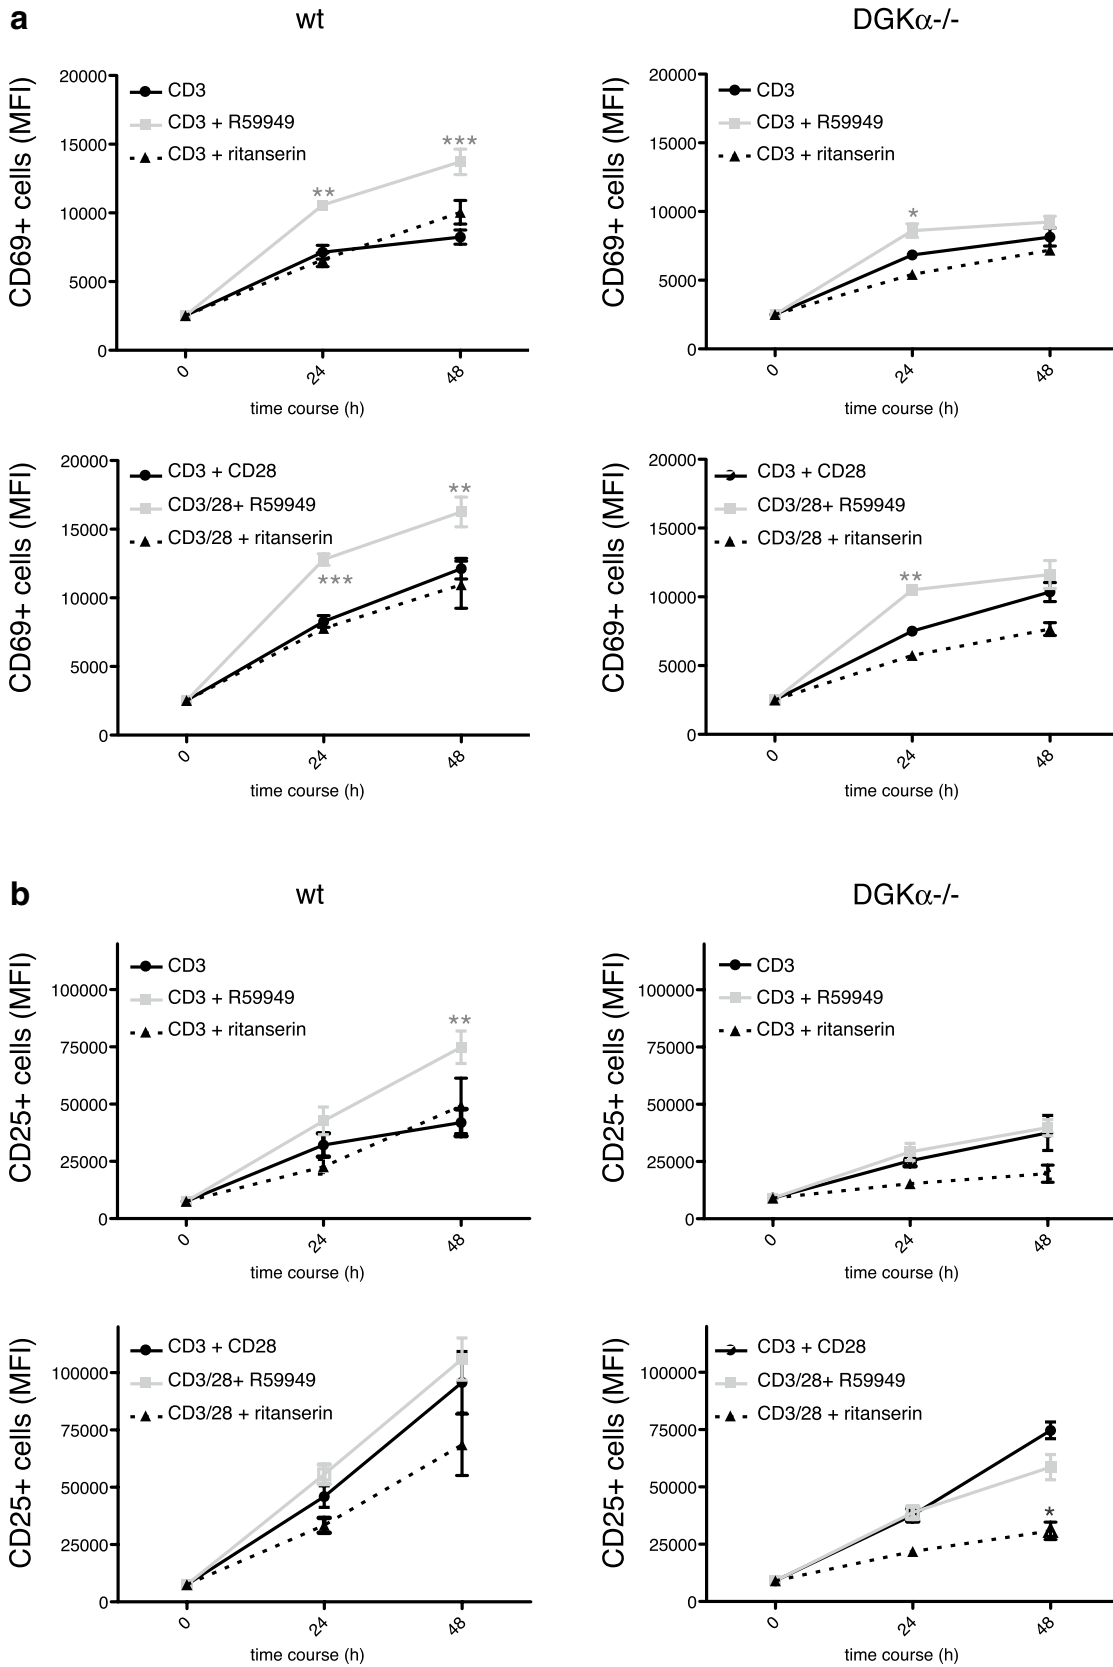 a
wt
DGKα-/-
CD69+ cells (MFI)
20000
15000
10000
5000
0
CD3
CD3 + R59949
CD3 + ritanserin
**
***
0
24
48
time course (h)
CD69+ cells (MFI)
20000
15000
10000
5000
0
CD3
CD3 + R59949
CD3 + ritanserin
*
0
24
48
time course (h)
CD69+ cells (MFI)
20000
15000
10000
5000
0
CD3 + CD28
CD3/28+ R59949
CD3/28 + ritanserin
***
**
0
24
48
time course (h)
CD69+ cells (MFI)
20000
15000
10000
5000
0
CD3 + CD28
CD3/28+ R59949
CD3/28 + ritanserin
**
0
24
48
time course (h)
b
wt
DGKα-/-
CD25+ cells (MFI)
100000
75000
50000
25000
0
CD3
CD3 + R59949
CD3 + ritanserin
**
0
24
48
time course (h)
CD25+ cells (MFI)
100000
75000
50000
25000
0
CD3
CD3 + R59949
CD3 + ritanserin
0
24
48
time course (h)
CD25+ cells (MFI)
100000
75000
50000
25000
0
CD3 + CD28
CD3/28+ R59949
CD3/28 + ritanserin
0
24
48
time course (h)
CD25+ cells (MFI)
100000
75000
50000
25000
0
CD3 + CD28
CD3/28+ R59949
CD3/28 + ritanserin
*
0
24
48
time course (h)